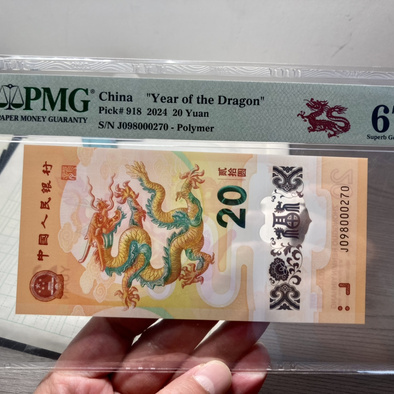 PMG
PAPER MONEY GUARANTY
China "Year of the Dragon"
Pick# 918 2024 20 Yuan
S/N J098000270 - Polymer
67
Superb G
中国人民银行
贰拾圆
20
J098000270